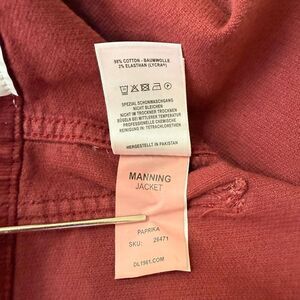 98% COTTON - BAUMWOLLE
2% ELASTHAN (LYCRA®)
SPEZIAL SCHONWASCHGANG
NICHT BLEICHEN
NICHT IM TROCKNER TROCKNEN
BÜGELN BEI MITTLERER TEMPERATUR
PROFESSIONELLE CHEMISCHE
REINIGUNG IN: TETRACHLORETHEN
HERGESTELLT IN PAKISTAN
MANNING
JACKET
PAPRIKA
SKU: 26471
DL1961.COM